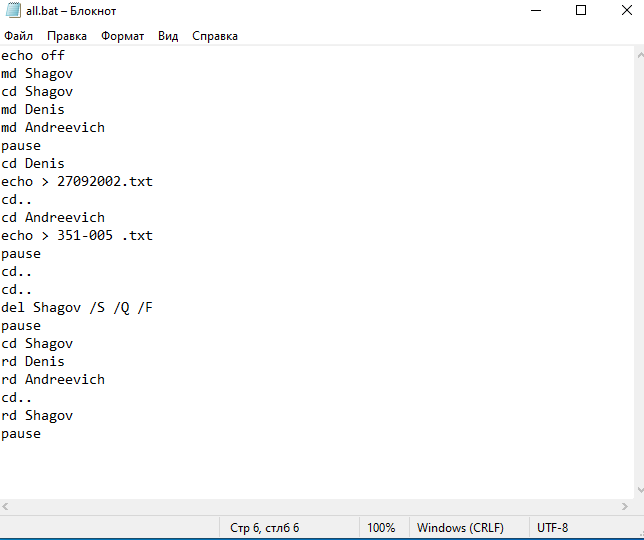 all.bat – Блокнот
Файл Правка Формат Вид Справка
echo off
md Shagov
cd Shagov
md Denis
md Andreevich
pause
cd Denis
echo > 27092002.txt
cd..
cd Andreevich
echo > 351-005 .txt
pause
cd..
cd..
del Shagov /S /Q /F
pause
cd Shagov
rd Denis
rd Andreevich
cd..
rd Shagov
pause
Стр 6, стлб 6 100% Windows (CRLF) UTF-8